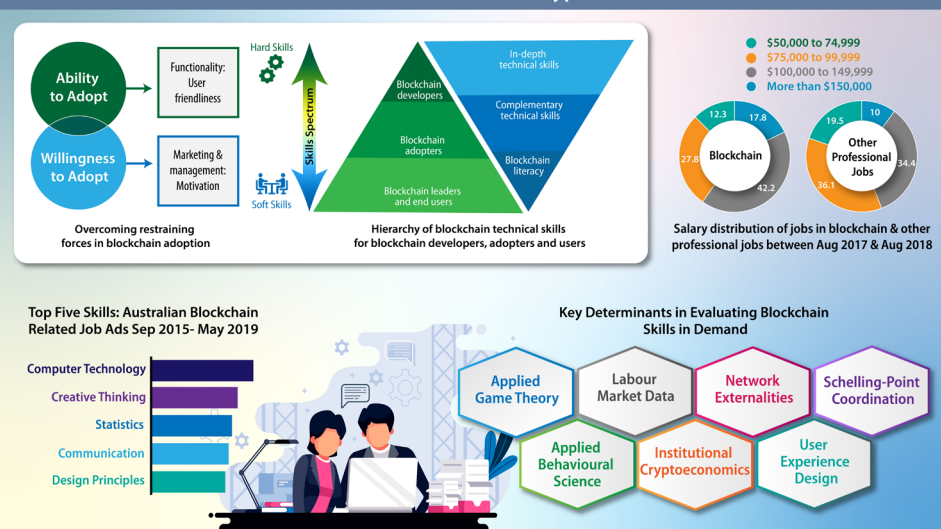 Ability
to Adopt
Functionality:
User
friendliness
Willingness
to Adopt
Marketing &
management:
Motivation
Overcoming restraining
forces in blockchain adoption
Hard Skills
Skills Spectrum
Soft Skills
Blockchain
developers
Blockchain
adopters
Blockchain leaders
and end users
In-depth
technical skills
Complementary
technical skills
Blockchain
literacy
Hierarchy of blockchain technical skills
for blockchain developers, adopters and users
$50,000 to 74,999
$75,000 to 99,999
$100,000 to 149,999
More than $150,000
12.3
17.8
27.8
Blockchain
42.2
19.5
10
Other
Professional
Jobs
34.4
36.1
Salary distribution of jobs in blockchain & other
professional jobs between Aug 2017 & Aug 2018
Top Five Skills: Australian Blockchain
Related Job Ads Sep 2015- May 2019
Computer Technology
Creative Thinking
Statistics
Communication
Design Principles
Key Determinants in Evaluating Blockchain
Skills in Demand
Applied
Game Theory
Labour
Market Data
Network
Externalities
Schelling-Point
Coordination
Applied
Behavioural
Science
Institutional
Cryptoeconomics
User
Experience
Design